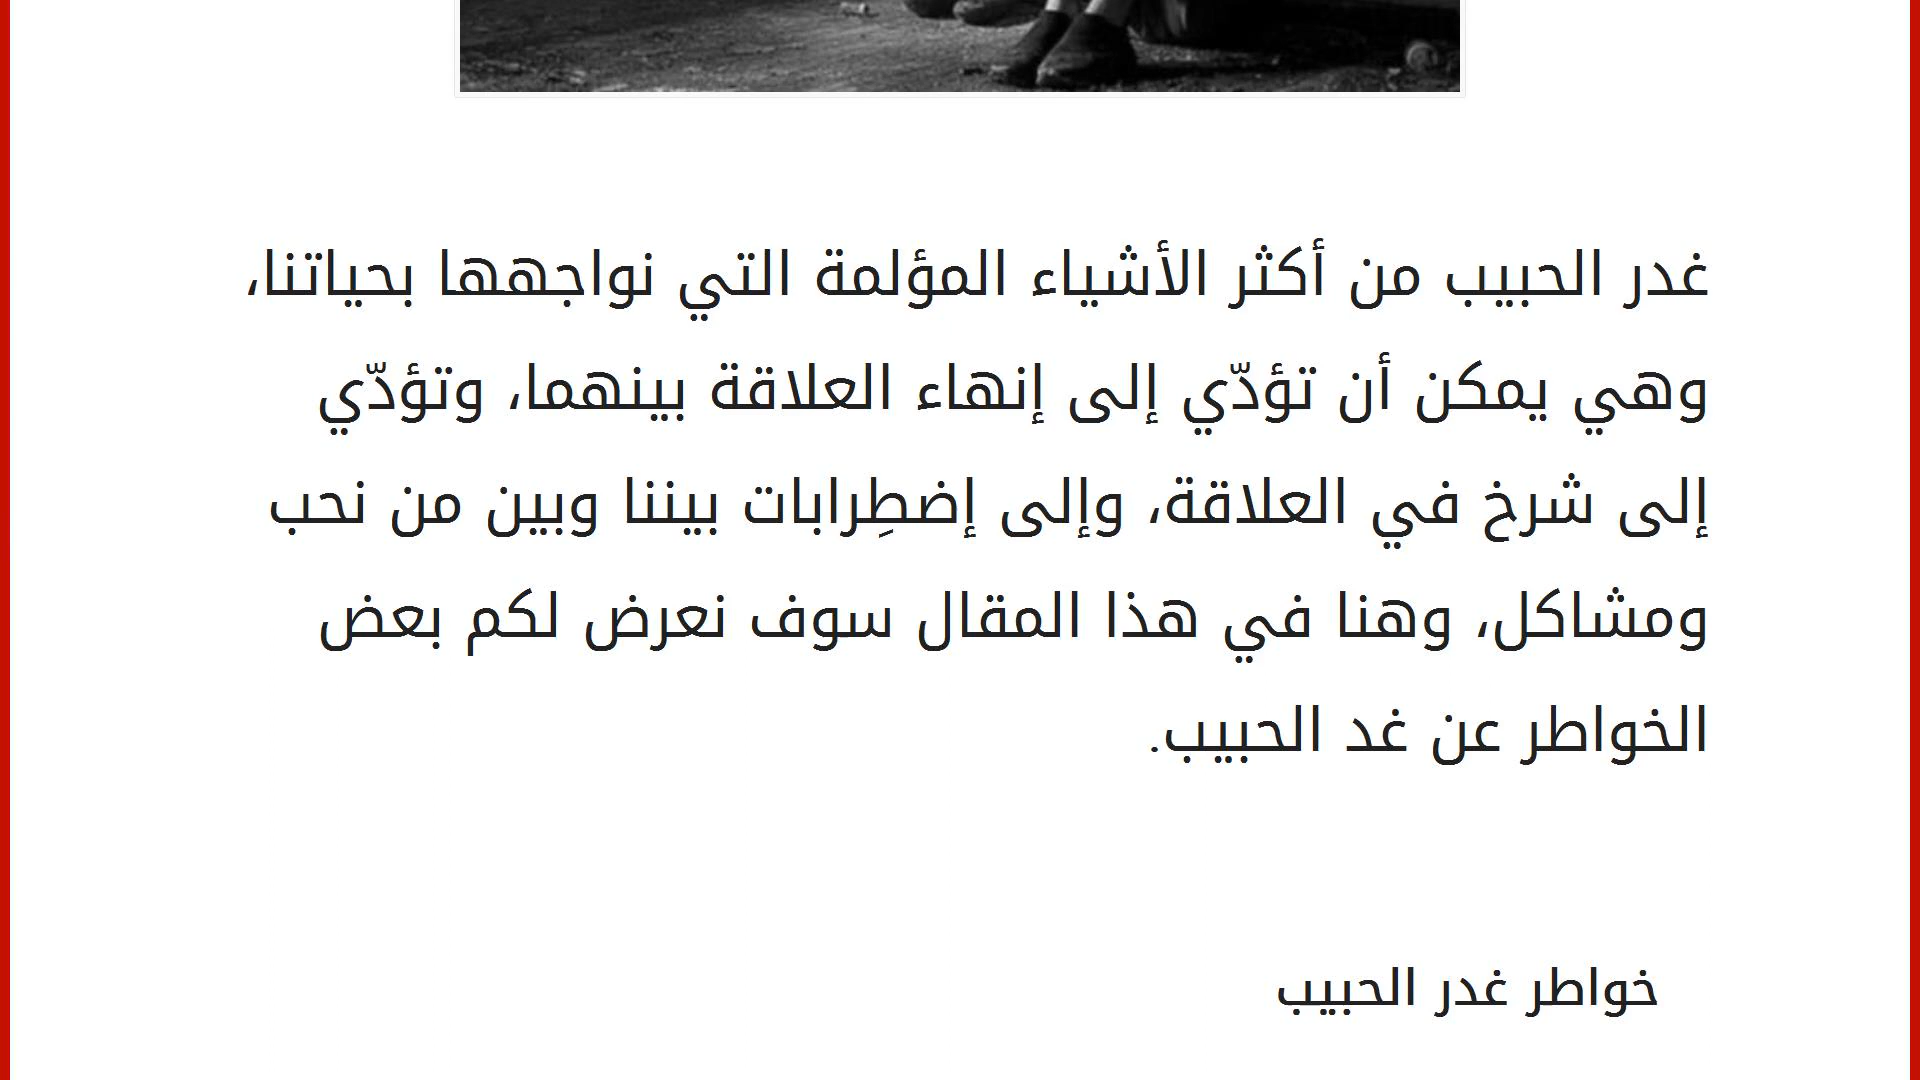 غدر الحبيب من أكثر الأشياء المؤلمة التي نواجهها بحياتنا،
وهي يمكن أن تؤدّي إلى إنهاء العلاقة بينهما، وتؤدّي
إلى شرخ في العلاقة، وإلى إضطِرابات بيننا وبين من نحب
ومشاكل، وهنا في هذا المقال سوف نعرض لكم بعض
الخواطر عن غد الحبيب.
خواطر غدر الحبيب